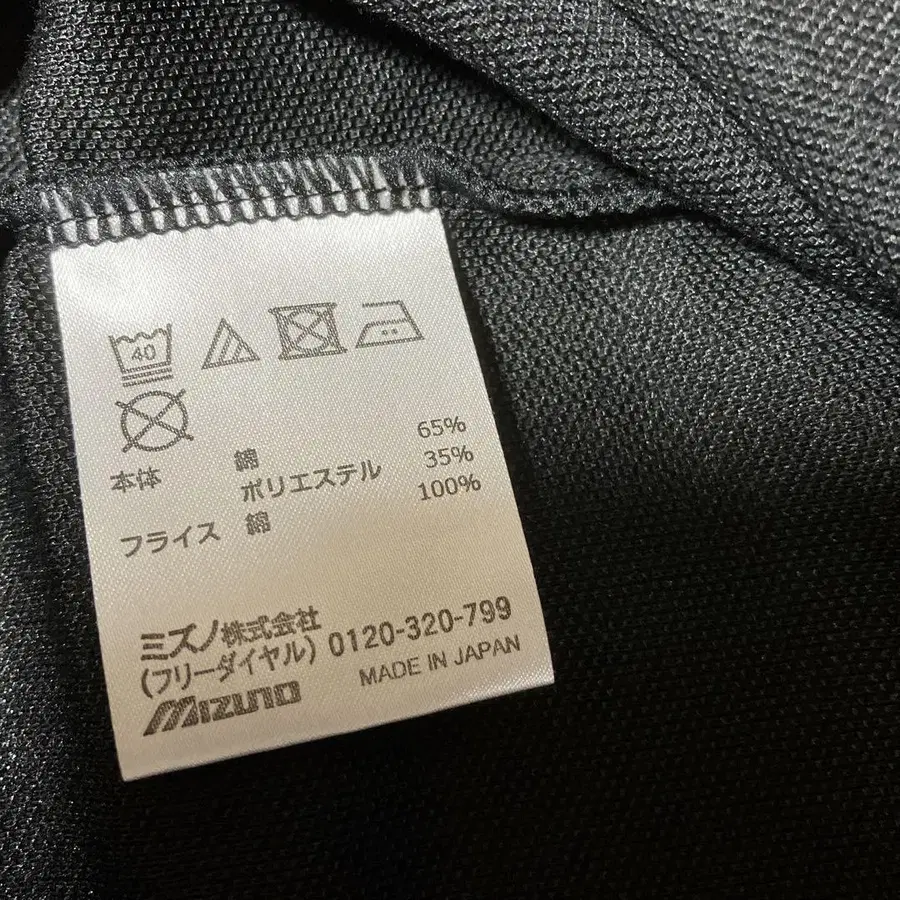 40
本体 綿 65%
ポリエステル 35%
フライス 綿 100%
ミズノ株式会社
(フリーダイヤル) 0120-320-799
MIZUNO MADE IN JAPAN